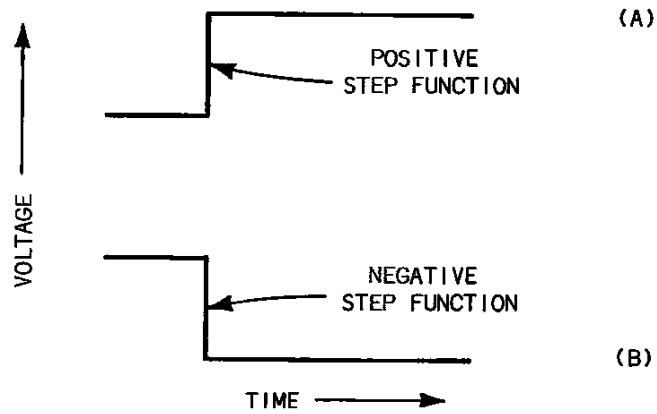 (A)
POSITIVE
STEP FUNCTION
VOLTAGE
NEGATIVE
STEP FUNCTION
(B)
TIME